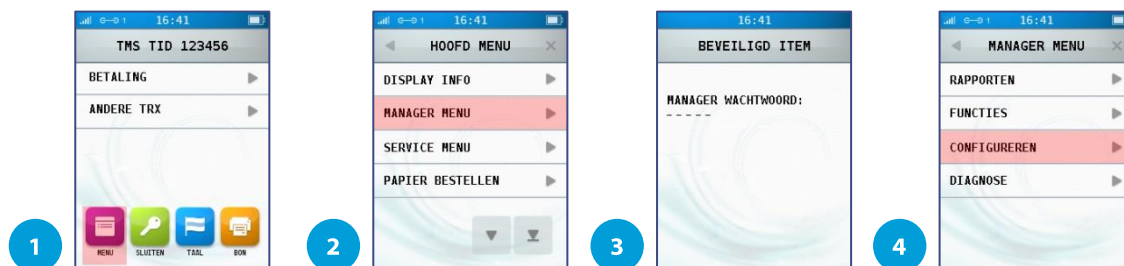 16:41
TMS TID 123456
BETALING
ANDERE TRX
MENU SLUITEN TAAL BON
1
16:41
HOOFD MENU
DISPLAY INFO
MANAGER MENU
SERVICE MENU
PAPIER BESTELLEN
2
16:41
BEVEILIGD ITEM
MANAGER WACHTWOORD:
-----
3
16:41
MANAGER MENU
RAPPORTEN
FUNCTIES
CONFIGUREREN
DIAGNOSE
4